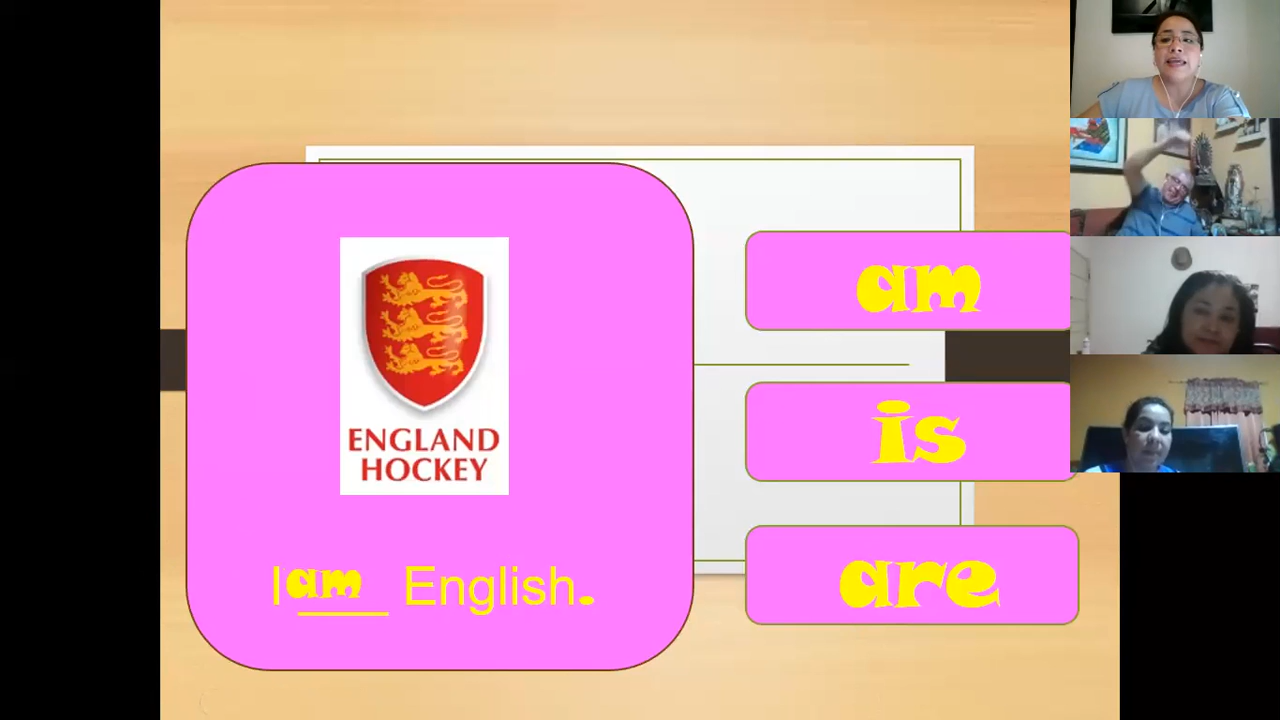 ENGLAND
HOCKEY
I am English.
am
is
are